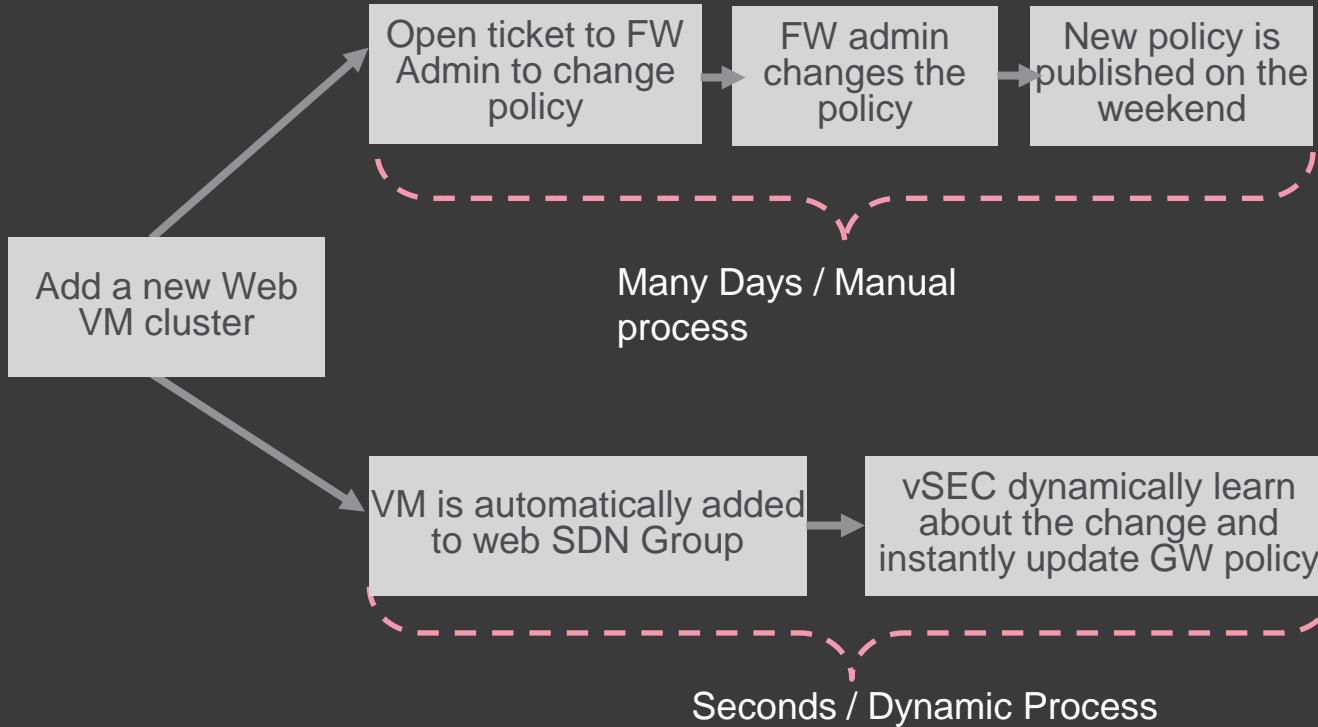 Open ticket to FW
Admin to change
policy
FW admin
changes the
policy
New policy is
published on the
weekend
Many Days / Manual
process
Add a new Web
VM cluster
VM is automatically added
to web SDN Group
vSEC dynamically learn
about the change and
instantly update GW policy
Seconds / Dynamic Process